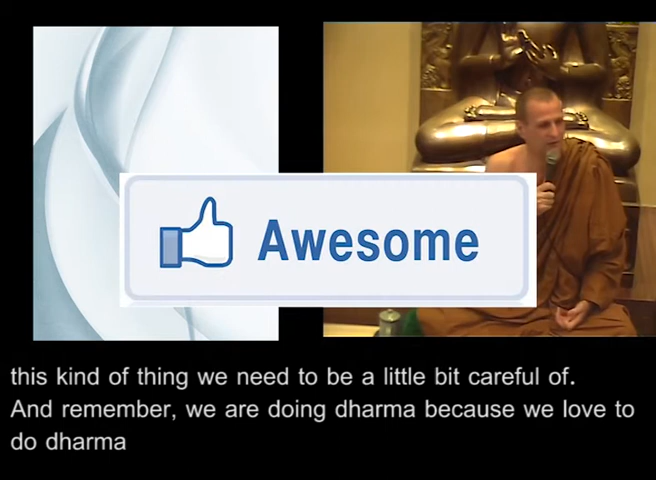 Awesome
this kind of thing we need to be a little bit careful of.
And remember, we are doing dharma because we love to
do dharma